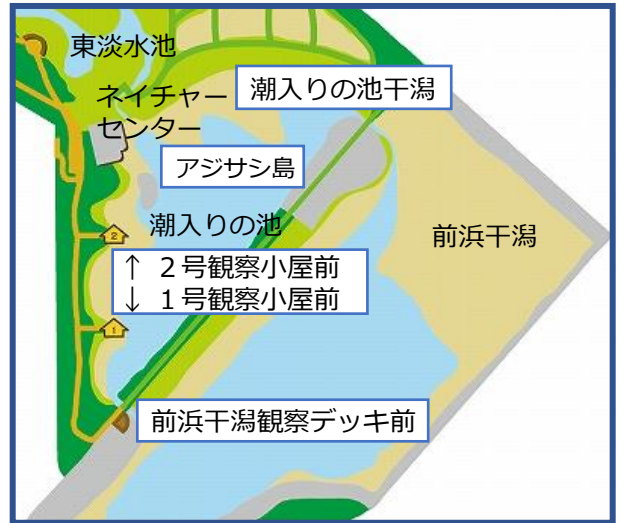 東淡水池
ネイチャー
センター
潮入りの池干潟
アジサシ島
潮入りの池
2
前浜干潟
↑ ２号観察小屋前
↓ １号観察小屋前
1
前浜干潟観察デッキ前